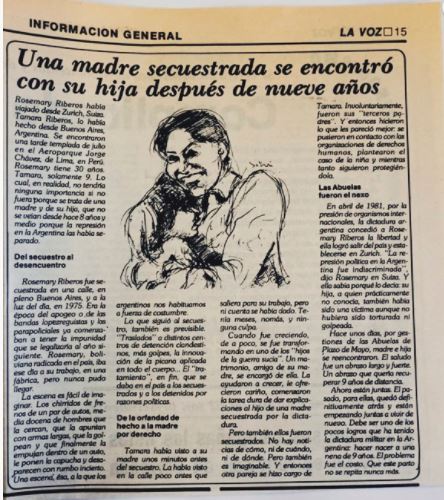 INFORMACION GENERAL
LA VOZ□15
Una madre secuestrada se encontró
con su hija después de nueve años
Rosemary Riberos había
viajado desde Zurich, Suiza.
Tamara Riberos, lo había
hecho desde Buenos Aires,
Argentina. Se encontraron
una tarde templada de julio
en el Aeroparque Jorge
Chávez, de Lima, en Perú.
Rosemary tiene 30 años.
Tamara, solamente 9. Lo
cual, en realidad, no tendría
ninguna importancia si no
fuera porque se trata de una
madre y de su hija, que no
se veían desde hace 8 años y
medio porque la represión
en la Argentina las había se-
parado.
Del secuestro al
desencuentro
Rosemary Riberos fue se-
cuestrada en una calle, en
pleno Buenos Aires, y a la
luz del día, en 1975. Era la
época del apogeo de las
bandas lopezreguistas y los
parapoliciales ya comenza-
ban a tener la impunidad
que se legalizaría al año si-
guiente. Rosemary, boli-
viana radicada en el país, iba
ese día a su trabajo, en una
fábrica, pero nunca pudo
llegar.
La escena es fácil de ima-
ginar. Los chirridos de fre-
nos de un par de autos, me-
dia docena de hombres que
la cercan, que la apuntan
con armas largas, que la gol-
pean y que finalmente la
empujan dentro de un auto,
le ponen la capucha y desa-
parecen con rumbo incierto.
Una escena, ésa, a la que los
argentinos nos habituamos
a fuerza de costumbre.
Lo que siguió al secues-
tro, también es previsible.
"Traslados" a distintos cen-
tros de detención clandesti-
nos, más golpes, la innova-
ción de la picana aplicada
en todo el cuerpo... El "tra-
tamiento", en fin, que se
daba en el país a los secues-
trados y a los detenidos por
razones políticas.
De la orfandad de
hecho a la madre
por derecho
Tamara había visto a su
madre unos minutos antes
del secuestro. La había visto
en la calle poco antes que
saliera para su trabajo, pero
ni cuenta se había dado. Te-
nía meses, nomás, y nin-
guna culpa.
Cuando fue creciendo,
de a poco, se fue transfor-
mando en uno de los "hijos
de la guerra sucia". Un ma-
trimonio, amigo de su ma-
dre, se encargó de ella. La
ayudaron a crecer, le ofre-
cieron cariño, comenzaron
la tarea dura de dar explica-
ciones al hijo de una madre
secuestrada por la dicta-
dura.
Pero también ellos fueron
secuestrados. No hay noti-
cias de cómo, ni de cuándo,
ni de dónde. Pero también
es imaginable. Y entonces
otra pareja se hizo cargo de
Tamara. Involuntariamente,
fueron sus "terceros pa-
dres". Y entonces hicieron
lo que les pareció mejor: se
pusieron en contacto con las
organizaciones de derechos
humanos, plantearon el
caso de la niña y mientras
tanto siguieron protegién-
dola.
Las Abuelas
fueron el nexo
En abril de 1981, por la
presión de organismos inter-
nacionales, la dictadura ar-
gentina concedió a Rose-
mary Riberos la libertad y
ella logró salir del país y esta-
blecerse en Zurich. "La re-
presión política en la Argen-
tina fue indiscriminada",
dijo Rosemary en Suiza. Y
ella sabía porque lo decía: su
hija, a quien prácticamente
no conocía, también había
sido una víctima aunque no
hubiera sido torturada ni
golpeada.
Hace unos días, por ges-
tiones de las Abuelas de
Plaza de Mayo, madre e hija
se reencontraron. El saludo
fue un abrazo largo y fuerte.
Un abrazo que quería recu-
perar 9 años de distancia.
Ahora están juntas. El pa-
sado, para ellas, quedó defi-
nitivamente atrás y están
empezando juntas a vivir de
nuevo. Debe ser uno de los
pocos logros que ha tenido
la dictadura militar en la Ar-
gentina: hacer nacer a una
nena de 9 años. El problema
fue el costo. Que este parto
no se repita nunca más.